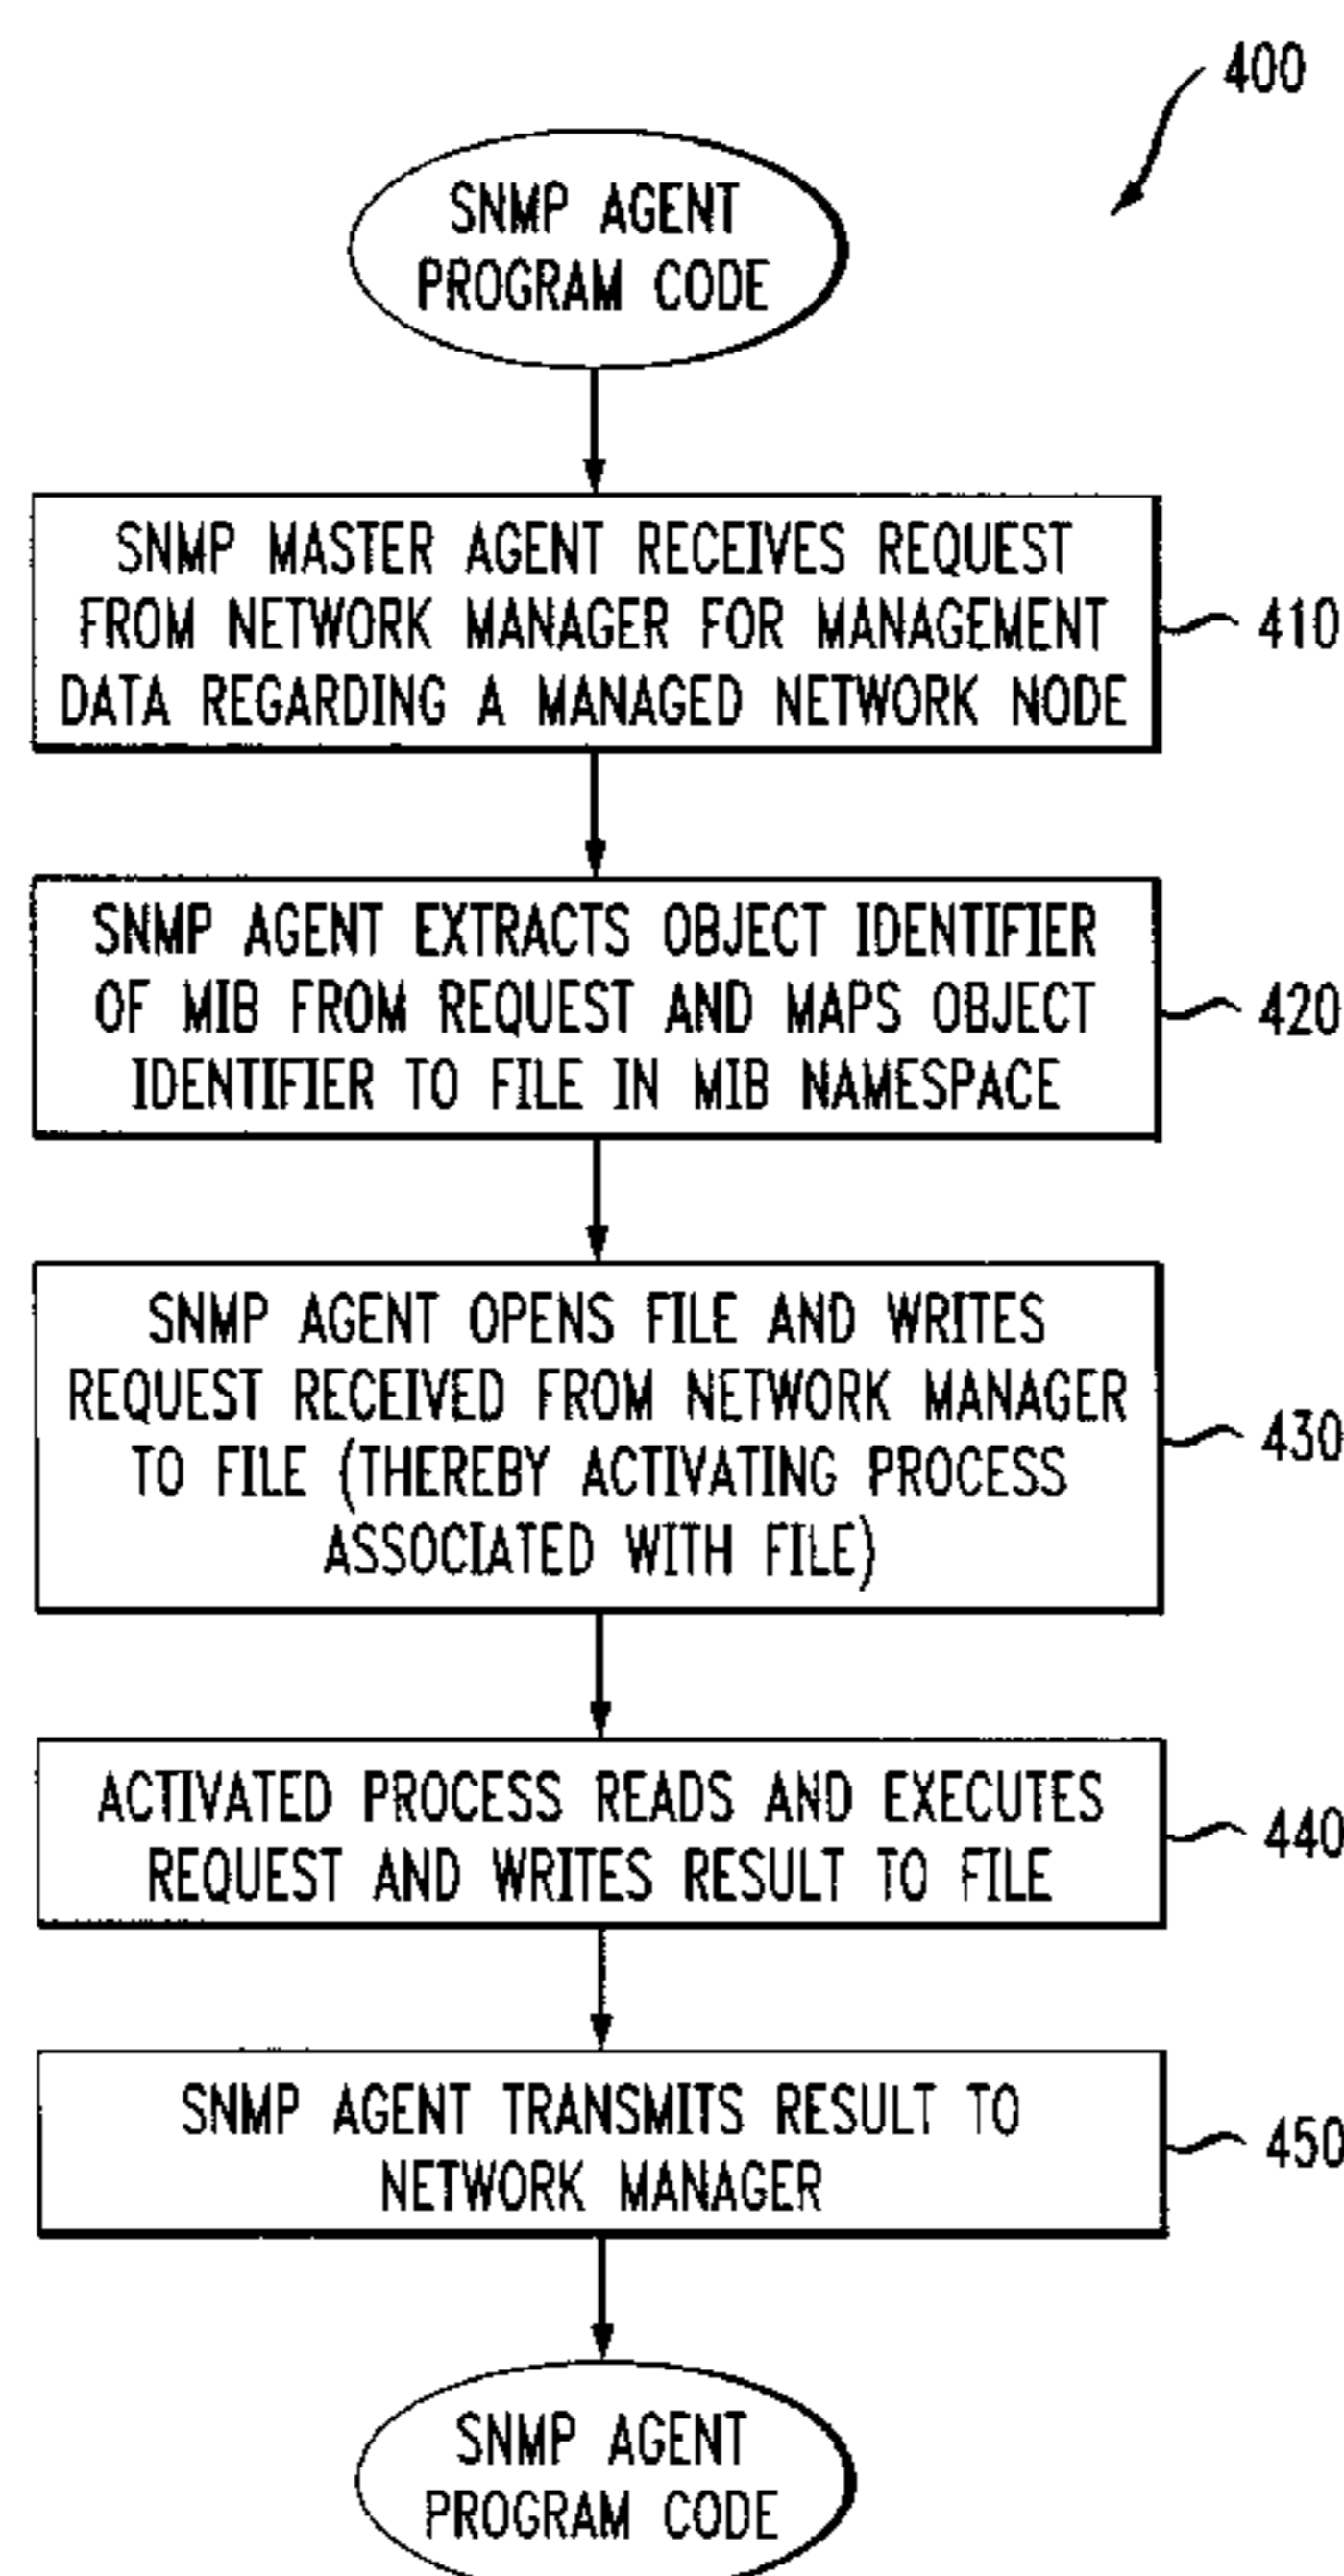 400
SNMP AGENT
PROGRAM CODE
SNMP MASTER AGENT RECEIVES REQUEST
FROM NETWORK MANAGER FOR MANAGEMENT
DATA REGARDING A MANAGED NETWORK NODE
410
SNMP AGENT EXTRACTS OBJECT IDENTIFIER
OF MIB FROM REQUEST AND MAPS OBJECT
IDENTIFIER TO FILE IN MIB NAMESPACE
420
SNMP AGENT OPENS FILE AND WRITES
REQUEST RECEIVED FROM NETWORK MANAGER
TO FILE (THEREBY ACTIVATING PROCESS
ASSOCIATED WITH FILE)
430
ACTIVATED PROCESS READS AND EXECUTES
REQUEST AND WRITES RESULT TO FILE
440
SNMP AGENT TRANSMITS RESULT TO
NETWORK MANAGER
450
SNMP AGENT
PROGRAM CODE